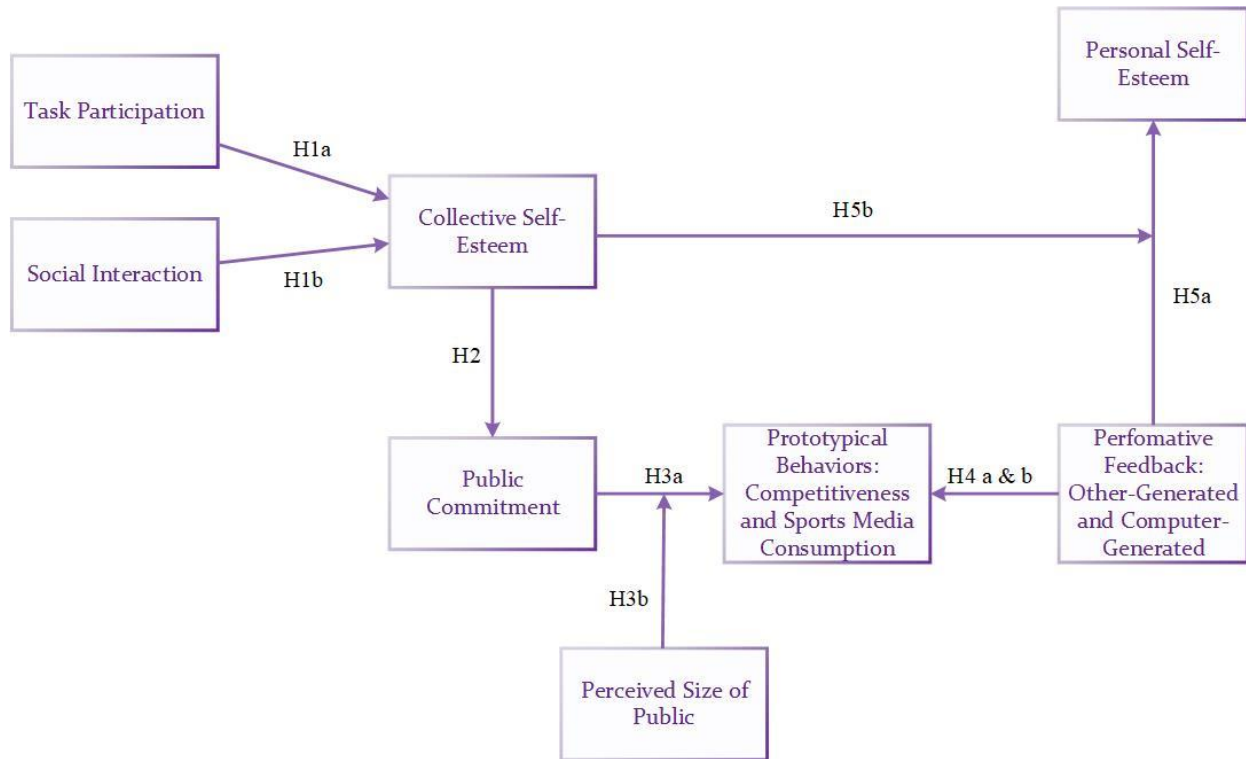 Personal Self-
Esteem
Task Participation
H1a
Collective Self-
Esteem
H5b
Social Interaction
H1b
H5a
H2
Public
Commitment
H3a
Prototypical
Behaviors:
Competitiveness
and Sports Media
Consumption
H4 a & b
Perfomative
Feedback:
Other-Generated
and Computer-
Generated
H3b
Perceived Size of
Public